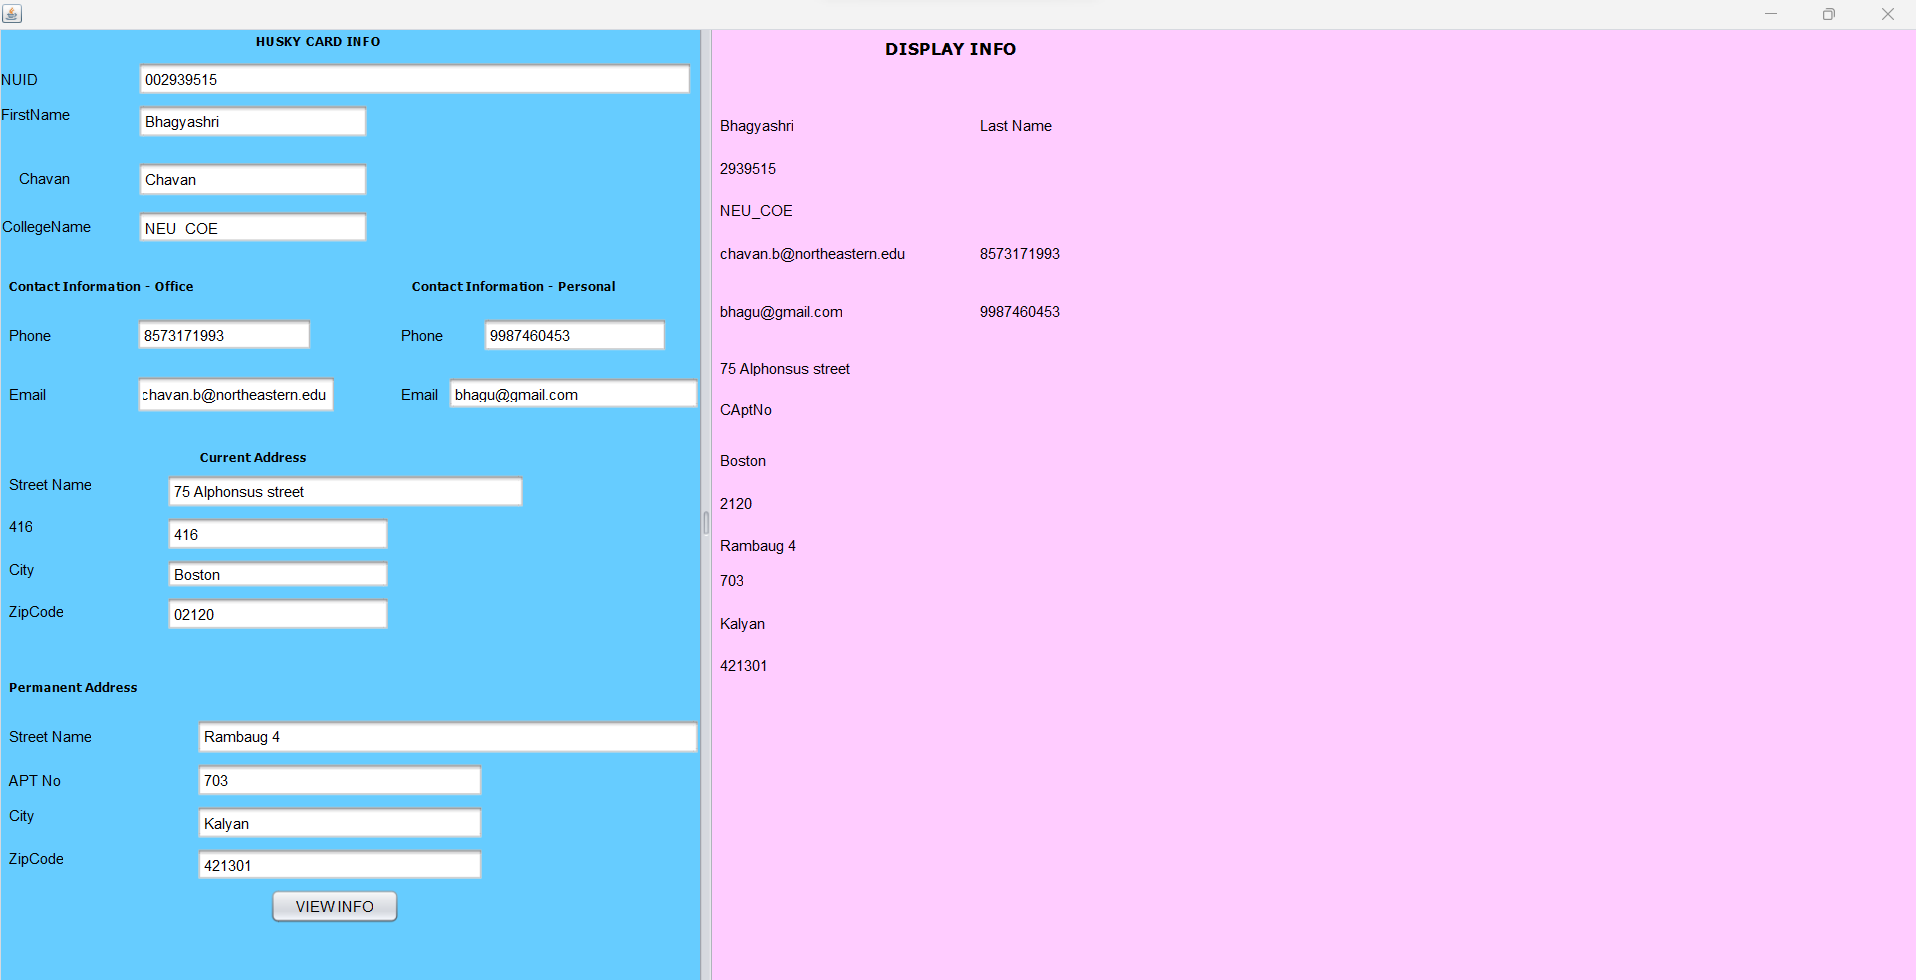 HUSKY CARD INFO
NUID 002939515
FirstName Bhagyashri
Chavan Chavan
CollegeName NEU_COE
Contact Information - Office Contact Information - Personal
Phone 8573171993 Phone 9987460453
Email chavan.b@northeastern.edu Email bhagu@gmail.com
Current Address
Street Name 75 Alphonsus street
416 416
City Boston
ZipCode 02120
Permanent Address
Street Name Rambaug 4
APT No 703
City Kalyan
ZipCode 421301
VIEW INFO
DISPLAY INFO
Bhagyashri Last Name
2939515
NEU_COE
chavan.b@northeastern.edu 8573171993
bhagu@gmail.com 9987460453
75 Alphonsus street
CAptNo
Boston
2120
Rambaug 4
703
Kalyan
421301